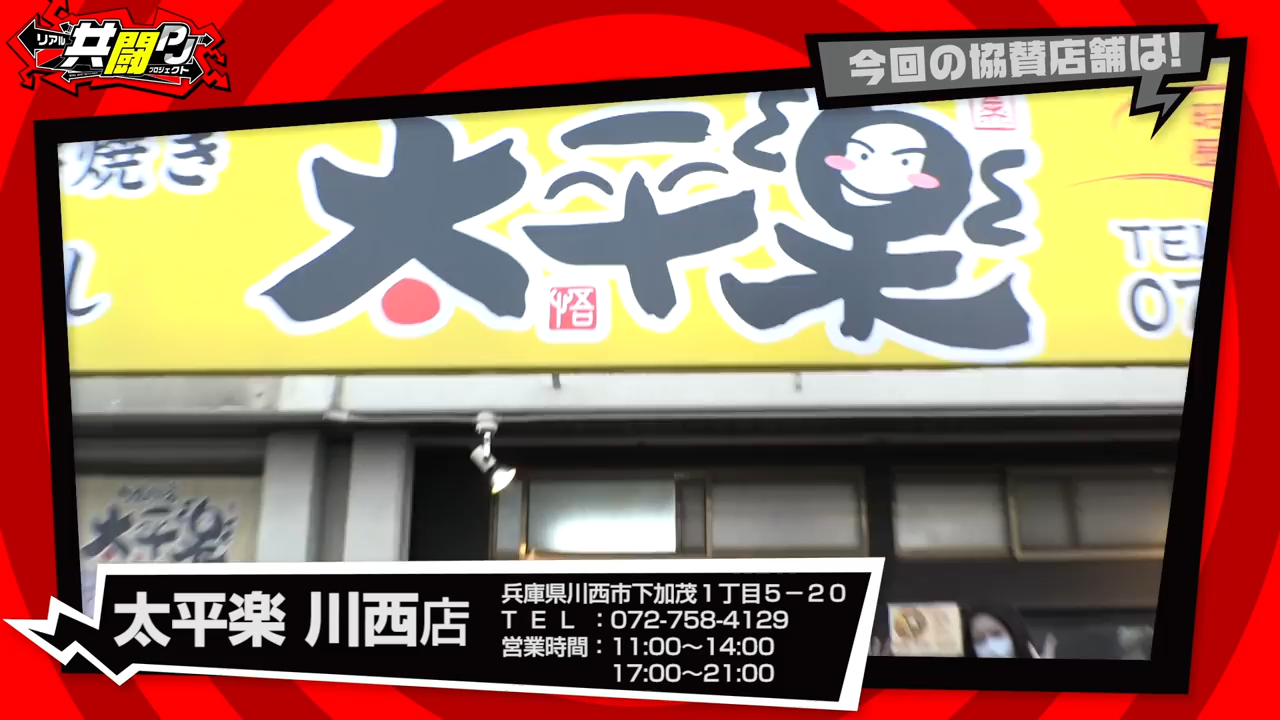 リアル
共闘PJ
プロジェクト
今回の協賛店舗は!
焼き
太平楽
悟
TEL
07
太平楽
太平楽 川西店
兵庫県川西市下加茂1丁目5-20
TEL :072-758-4129
営業時間:11:00~14:00
17:00~21:00